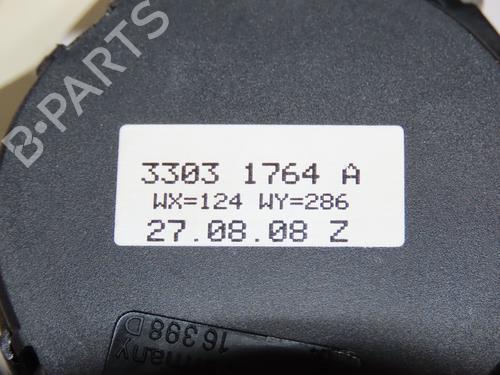 B-PARTS
3303 1764 A
WX=124 WY=286
27.08.08 Z
16 398 D